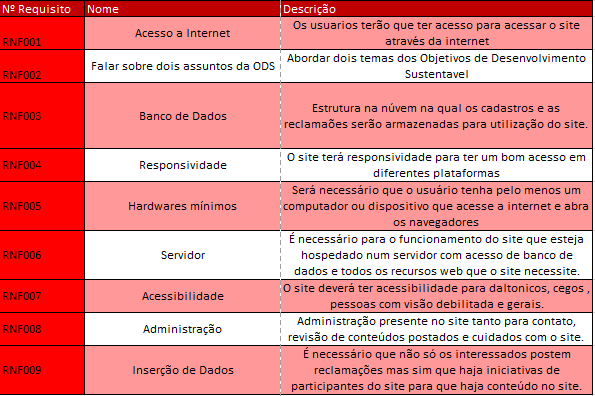 Nº Requisito Nome Descrição
RNF001 Acesso a Internet Os usuarios terão que ter acesso para acessar o site
através da internet
RNF002 Falar sobre dois assuntos da ODS Abordar dois temas dos Objetivos de Desenvolvimento
Sustentavel
RNF003 Banco de Dados Estrutura na núvem na qual os cadastros e as
reclamaões serão armazenadas para utilização do site.
RNF004 Responsividade O site terá responsividade para ter um bom acesso em
diferentes plataformas
RNF005 Hardwares mínimos Será necessário que o usuário tenha pelo menos um
computador ou dispositivo que acesse a internet e abra
os navegadores
RNF006 Servidor É necessário para o funcionamento do site que esteja
hospedado num servidor com acesso de banco de
dados e todos os recursos web que o site necessite.
RNF007 Acessibilidade O site deverá ter acessibilidade para daltonicos, cegos ,
pessoas com visão debilitada e gerais.
RNF008 Administração Administração presente no site tanto para contato,
revisão de conteúdos postados e cuidados com o site.
RNF009 Inserção de Dados É necessário que não só os interessados postem
reclamações mas sim que haja iniciativas de
participantes do site para que haja conteúdo no site.